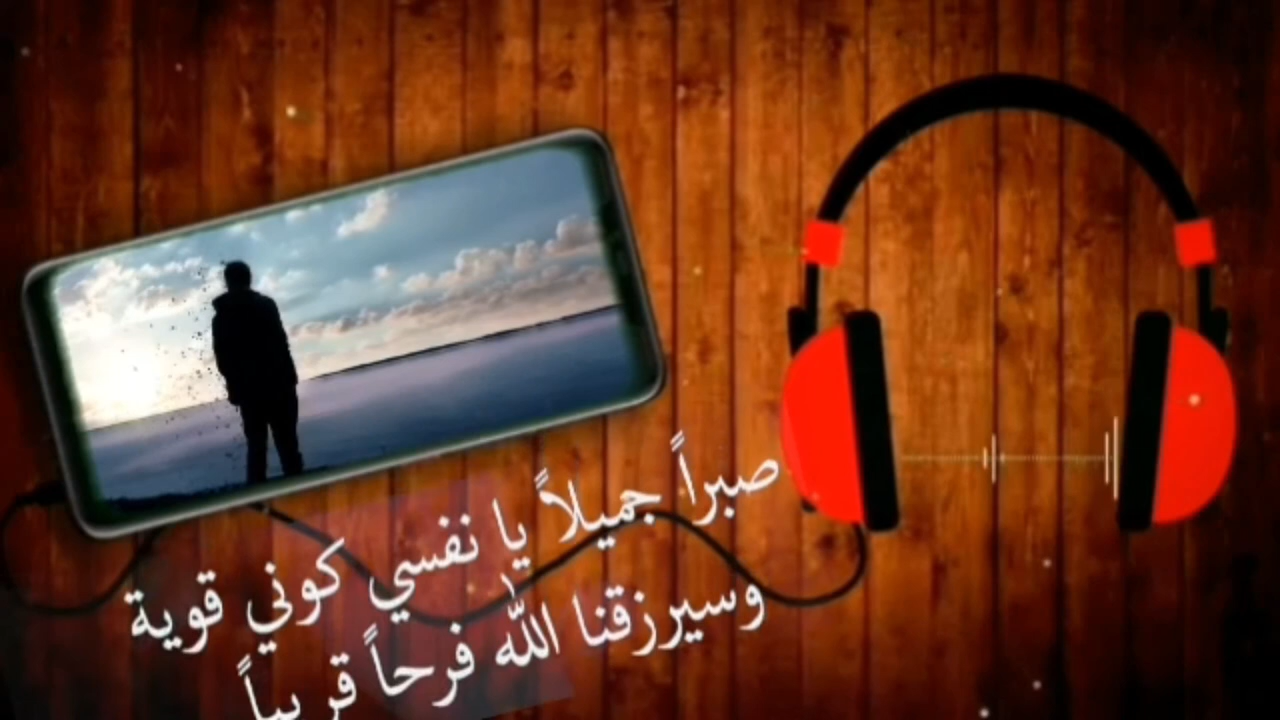 صبراً جميلاً يا نفسي كوني قوية
وسيرزقنا الله فرحاً قريباً